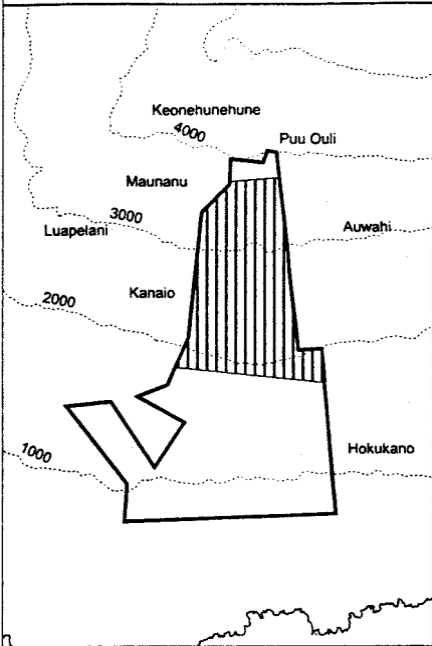 Keonehunehune
4000
Puu Ouli
Maunanu
3000
Luapelani
Auwahi
Kanaio
2000
1000
Hokukano